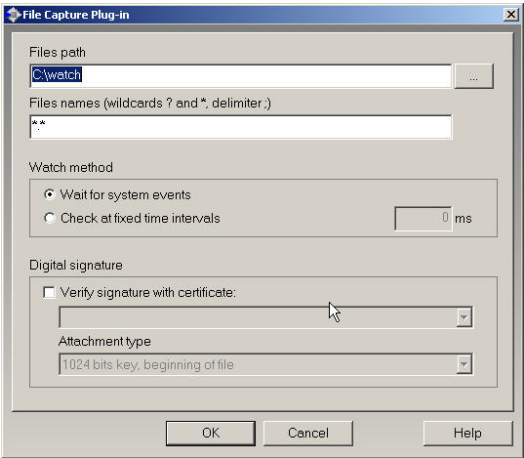 File Capture Plug-in
Files path
C:\watch
...
Files names (wildcards ? and *, delimiter ;)
*.*
Watch method
Wait for system events
Check at fixed time intervals
0 ms
Digital signature
Verify signature with certificate:
Attachment type
1024 bits key, beginning of file
OK Cancel Help